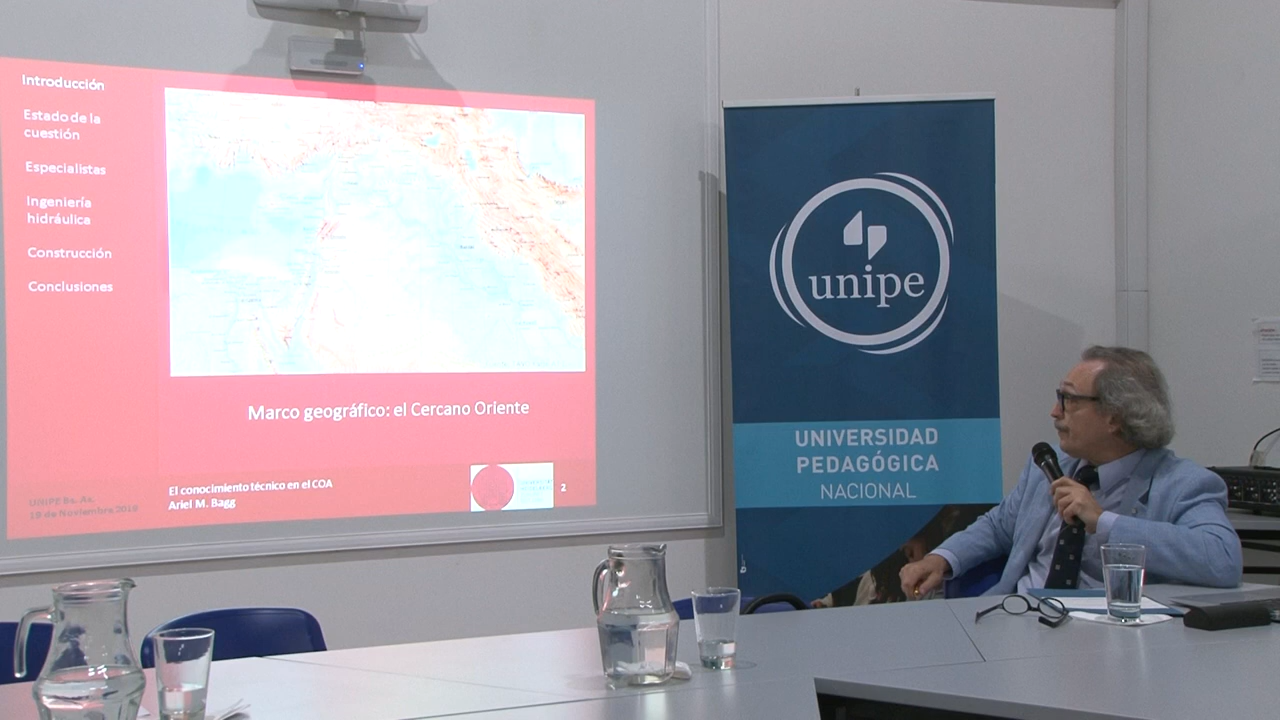 Introducción
Estado de la
cuestión
Especialistas
Ingeniería
hidráulica
Construcción
Conclusiones
Marco geográfico: el Cercano Oriente
UNIPE Bs. As.
19 de Noviembre 2019
El conocimiento técnico en el COA
Ariel M. Bagg
2
unipe
UNIVERSIDAD
PEDAGÓGICA
NACIONAL